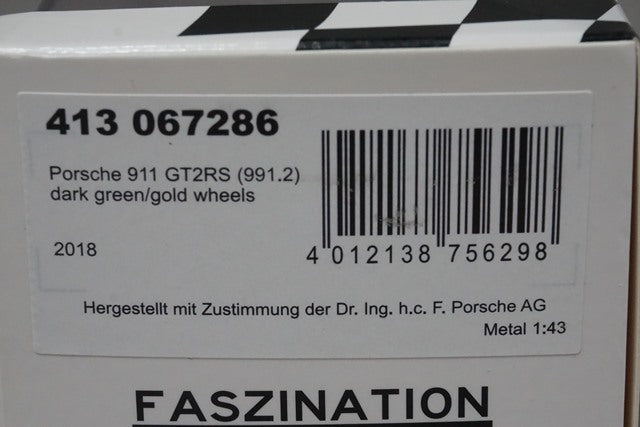 413 067286
Porsche 911 GT2RS (991.2)
dark green/gold wheels
2018
4 012138 756298
Hergestellt mit Zustimmung der Dr. Ing. h.c. F. Porsche AG
Metal 1:43
FASZINATION